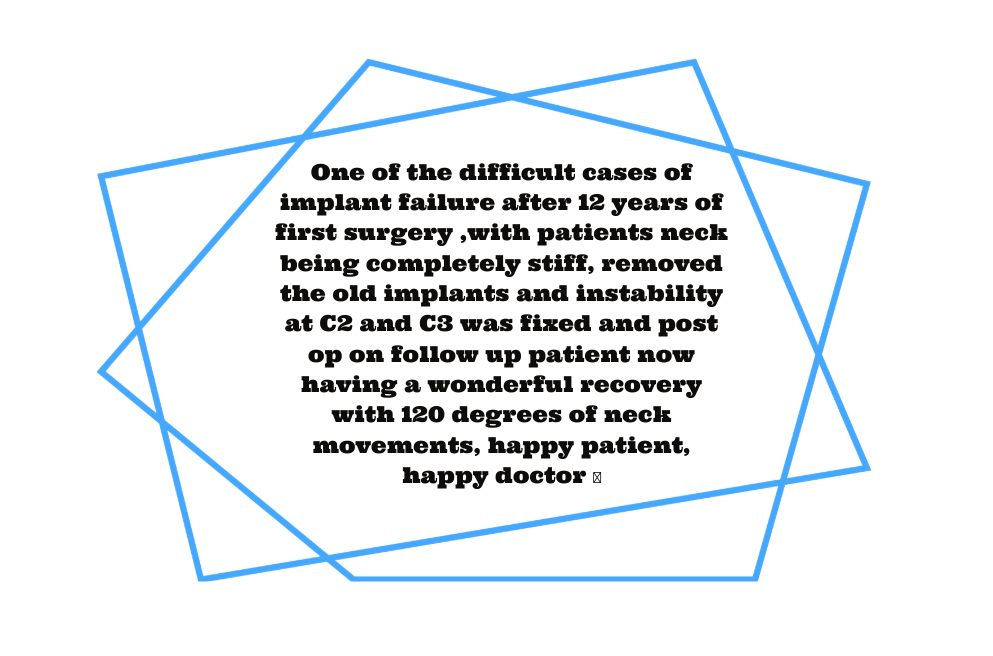 One of the difficult cases of
implant failure after 12 years of
first surgery ,with patients neck
being completely stiff, removed
the old implants and instability
at C2 and C3 was fixed and post
op on follow up patient now
having a wonderful recovery
with 120 degrees of neck
movements, happy patient,
happy doctor